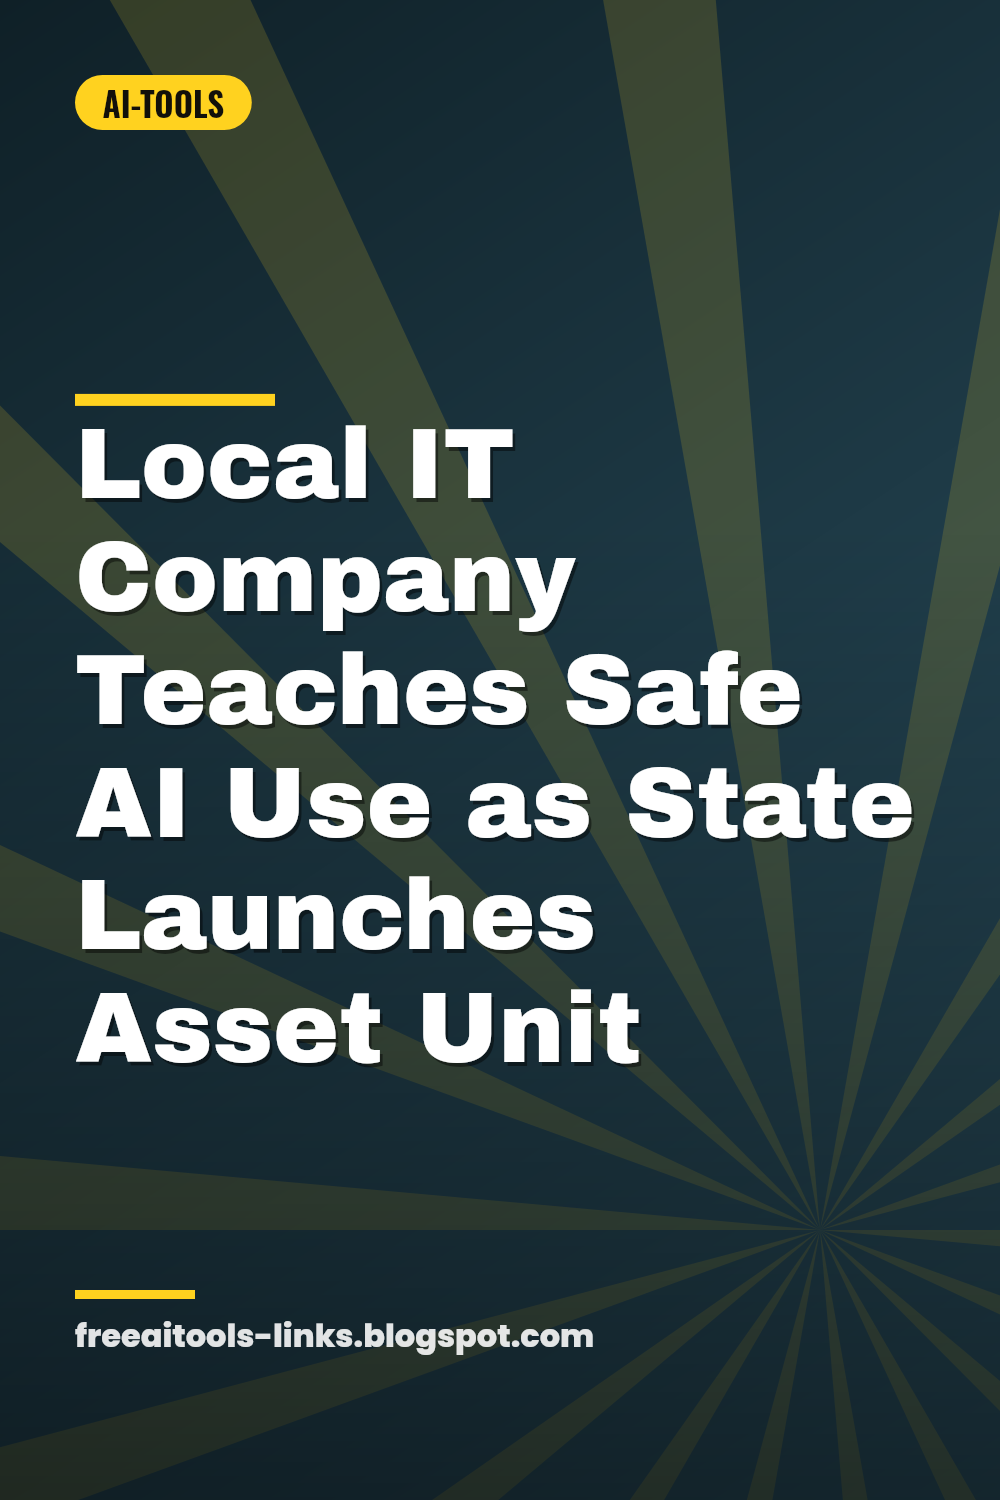 AI-TOOLS
Local IT
Company
Teaches Safe
AI Use as State
Launches
Asset Unit
freeaitools-links.blogspot.com